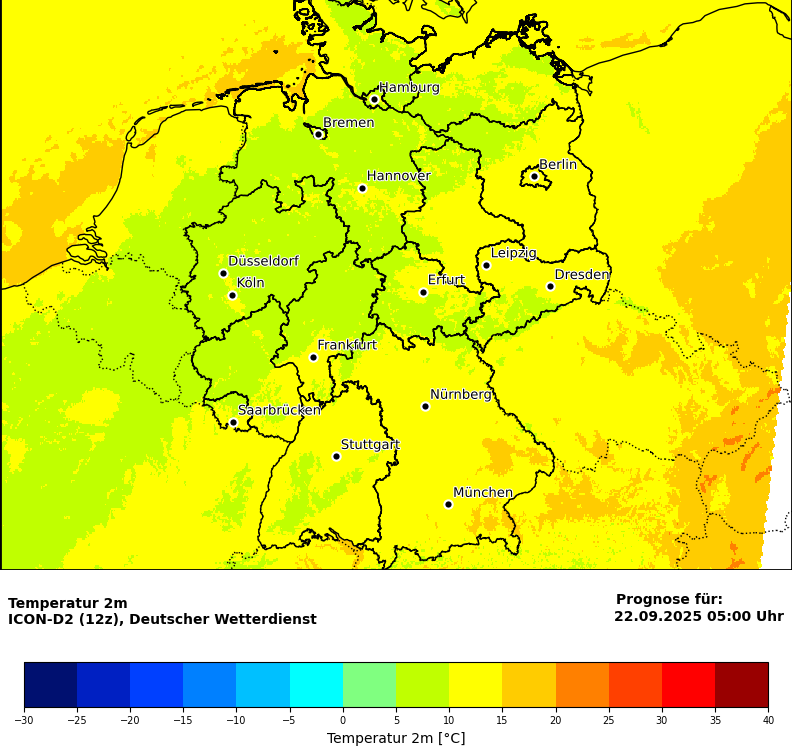 Hamburg
Bremen
Berlin
Hannover
Leipzig
Düsseldorf
Dresden
Erfurt
Köln
Frankfurt
Nürnberg
Saarbrücken
Stuttgart
München
Temperatur 2m
Prognose für:
ICON-D2 (12z), Deutscher Wetterdienst
22.09.2025 05:00 Uhr
−30 −25 −20 −15 −10 −5 0 5 10 15 20 25 30 35 40
Temperatur 2m [°C]